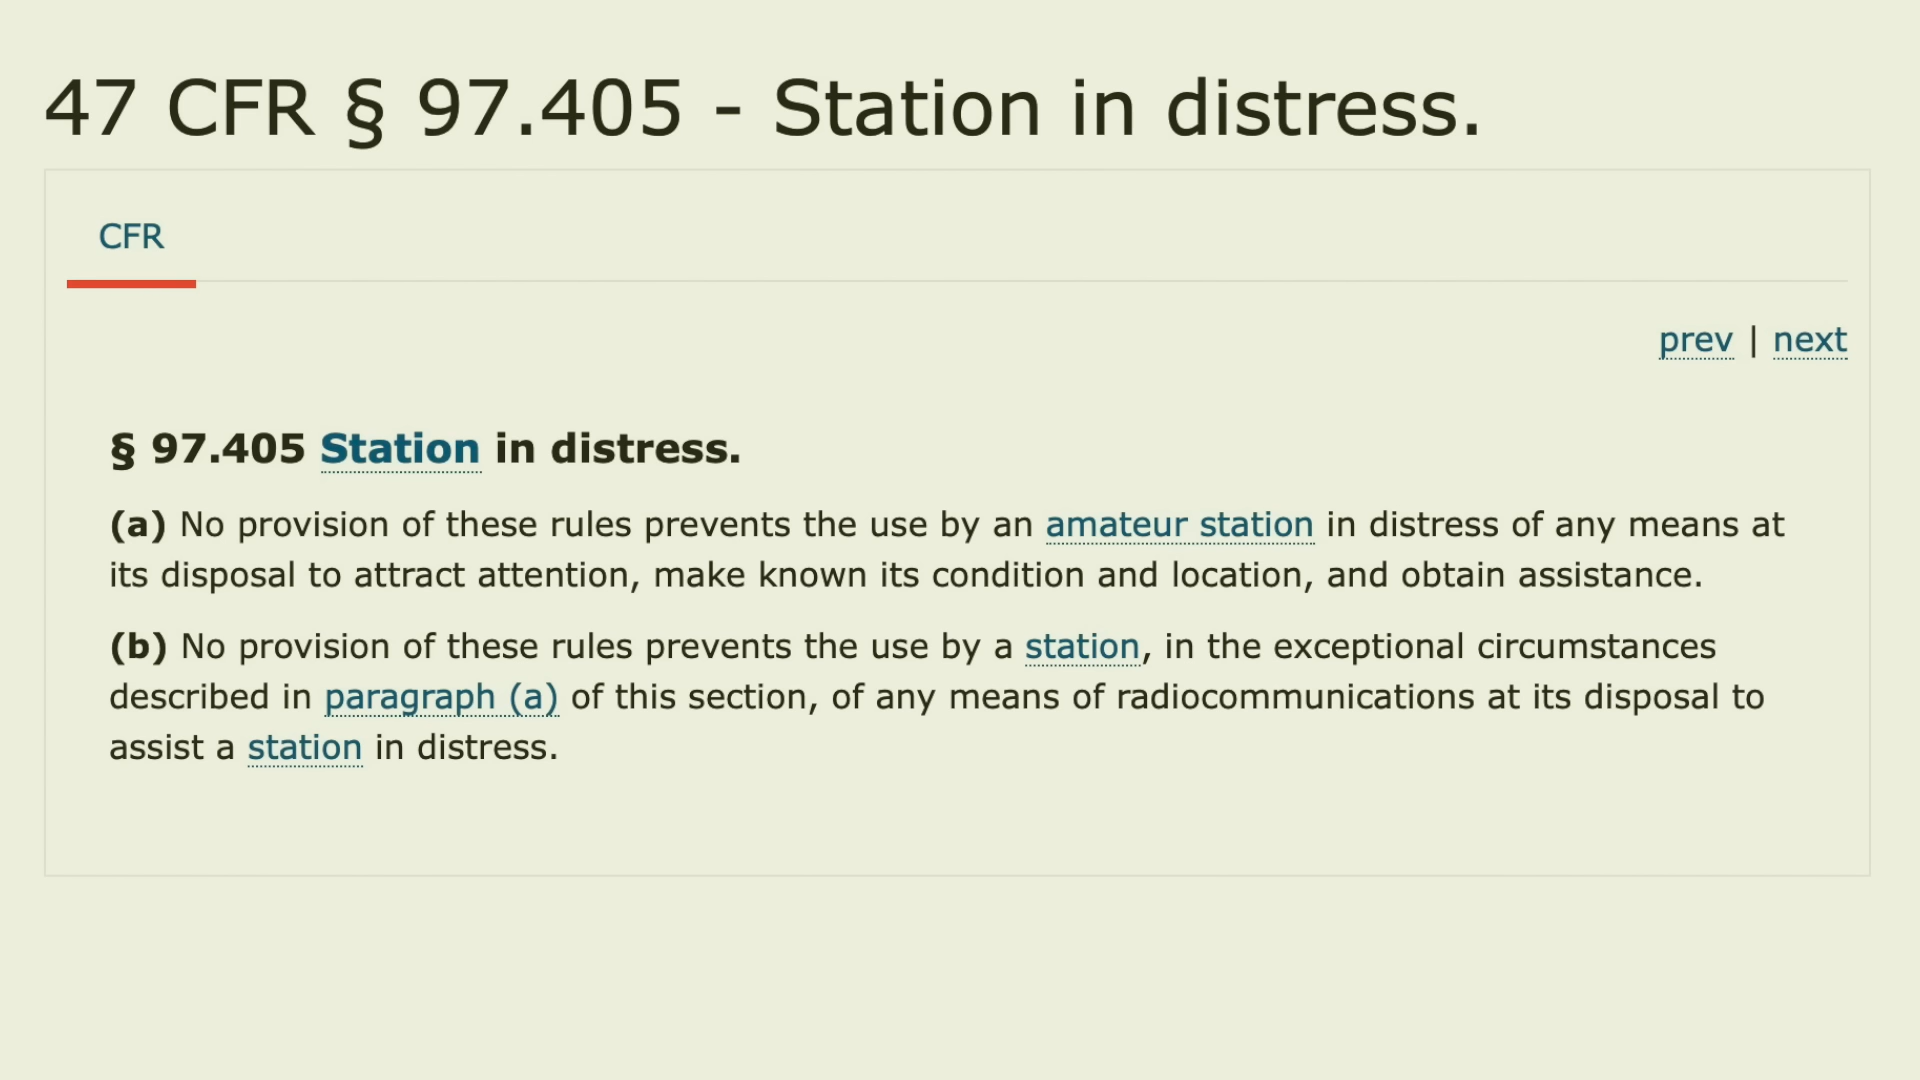 47 CFR § 97.405 - Station in distress.
CFR
prev | next
§ 97.405 Station in distress.
(a) No provision of these rules prevents the use by an amateur station in distress of any means at
its disposal to attract attention, make known its condition and location, and obtain assistance.
(b) No provision of these rules prevents the use by a station, in the exceptional circumstances
described in paragraph (a) of this section, of any means of radiocommunications at its disposal to
assist a station in distress.